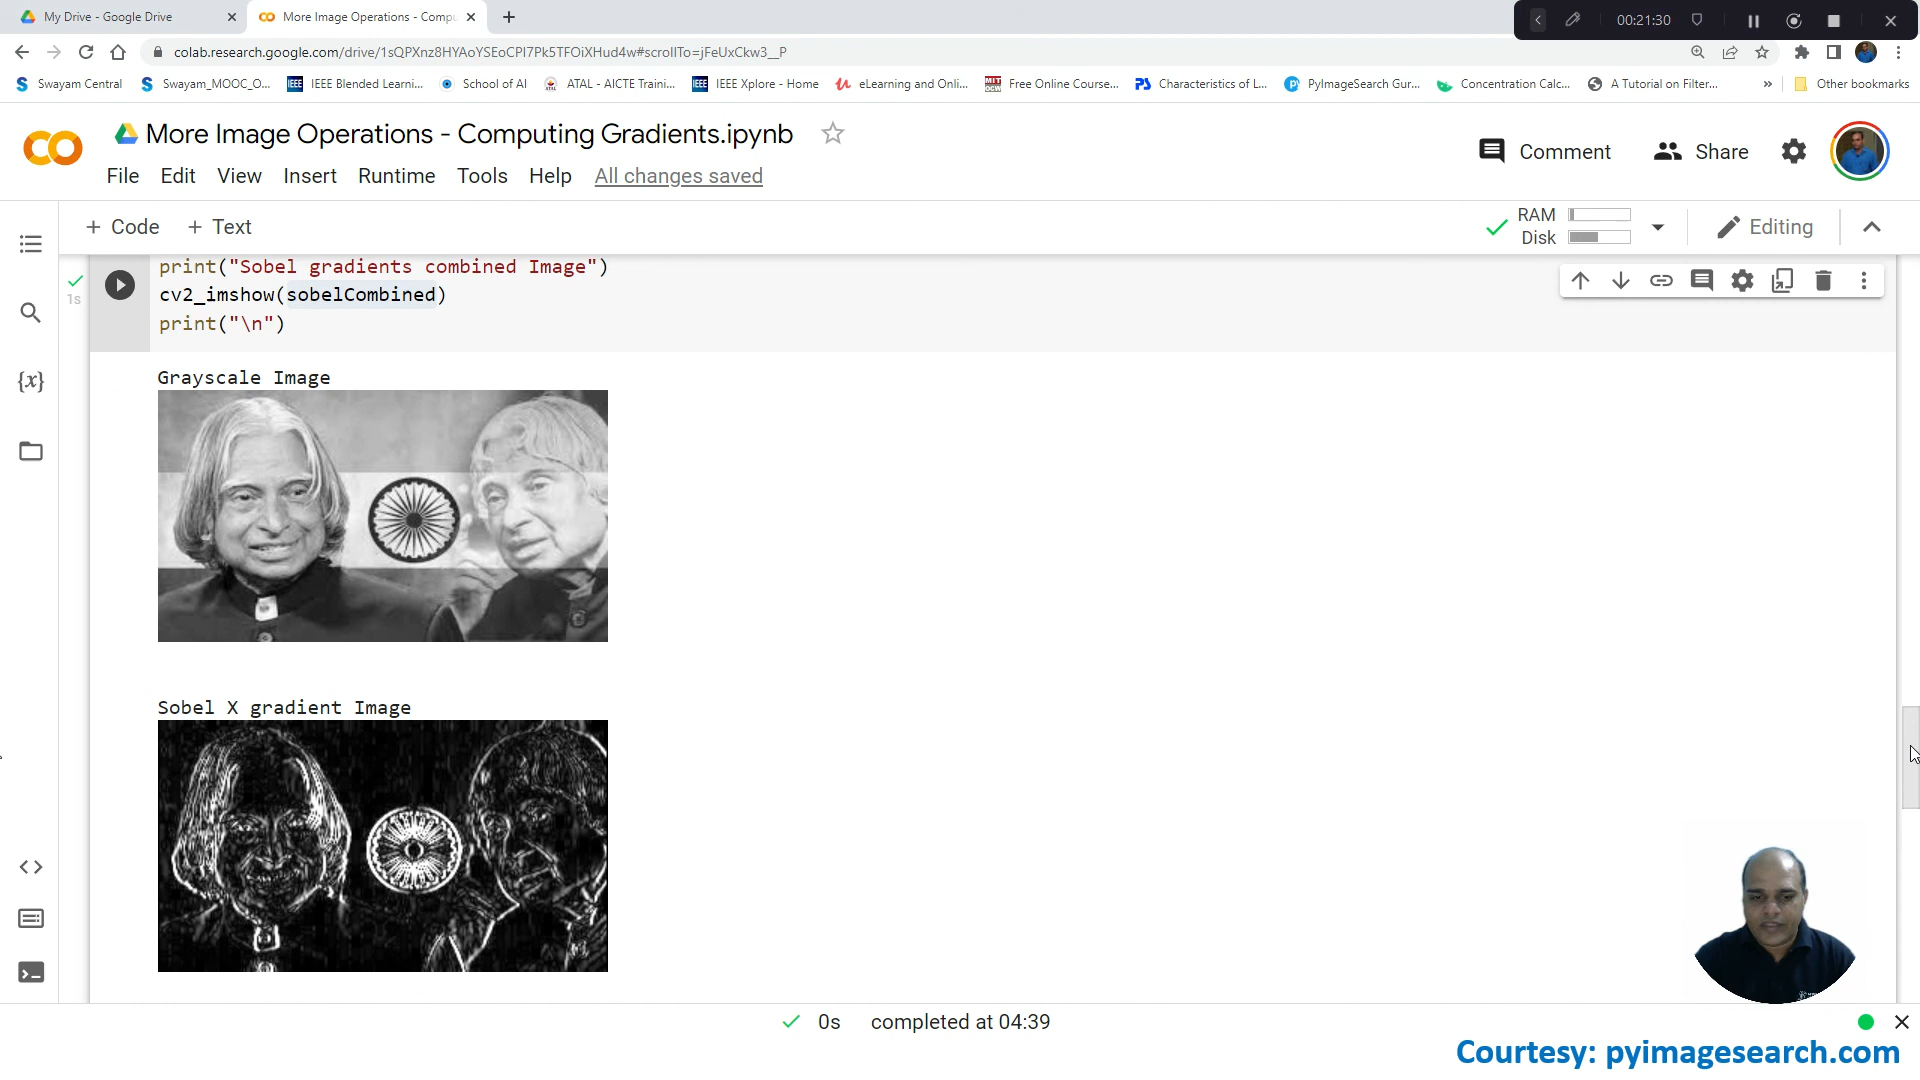 My Drive - Google Drive
More Image Operations - Compu
00:21:30
colab.research.google.com/drive/1sQPXnz8HYAoYSEoCPI7Pk5TFOiXHud4w#scrollTo=jFeUxCkw3__P
Swayam Central
Swayam_MOOC_O...
IEEE Blended Learni...
School of AI
ATAL - AICTE Traini...
IEEE Xplore - Home
eLearning and Onli...
Free Online Course...
Characteristics of L...
PyImageSearch Gur...
Concentration Calc...
A Tutorial on Filter...
»
Other bookmarks
More Image Operations - Computing Gradients.ipynb
Comment
Share
File Edit View Insert Runtime Tools Help All changes saved
+ Code + Text
RAM
Disk
Editing
1s
print("Sobel gradients combined Image")
cv2_imshow(sobelCombined)
print("\n")
{x}
Grayscale Image
Sobel X gradient Image
0s completed at 04:39
Courtesy: pyimagesearch.com